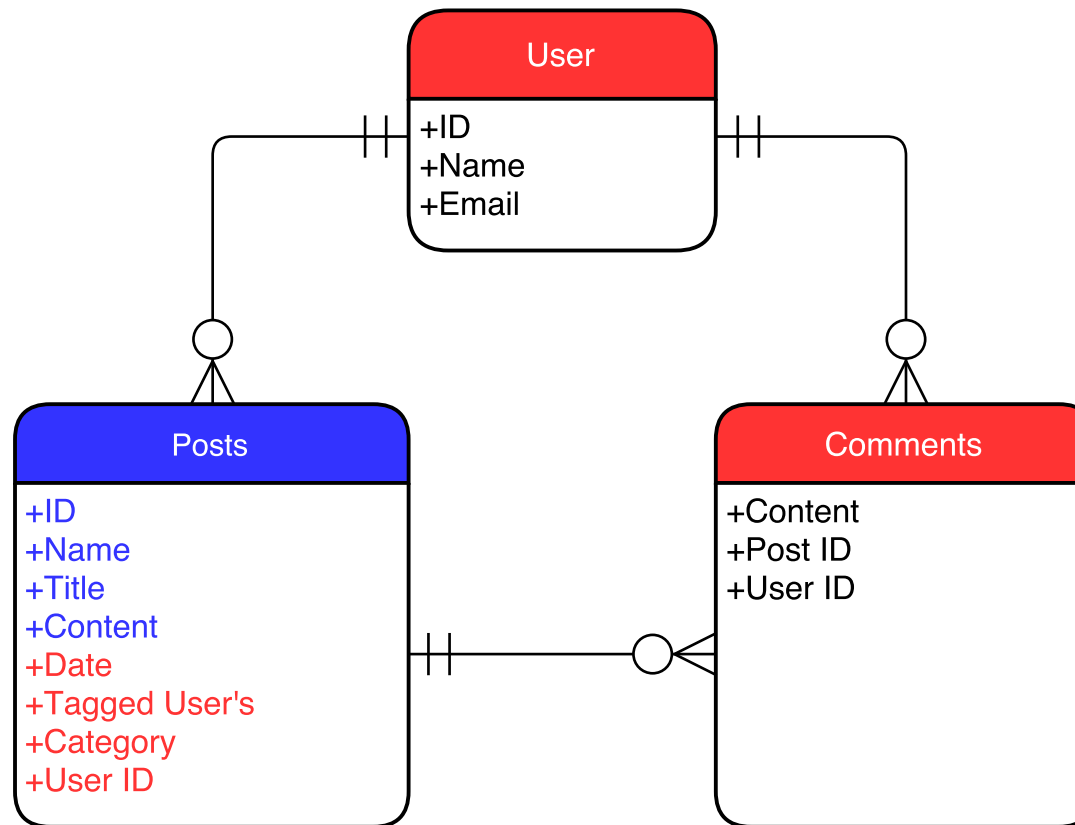 User
+ID
+Name
+Email
Posts
+ID
+Name
+Title
+Content
+Date
+Tagged User's
+Category
+User ID
Comments
+Content
+Post ID
+User ID